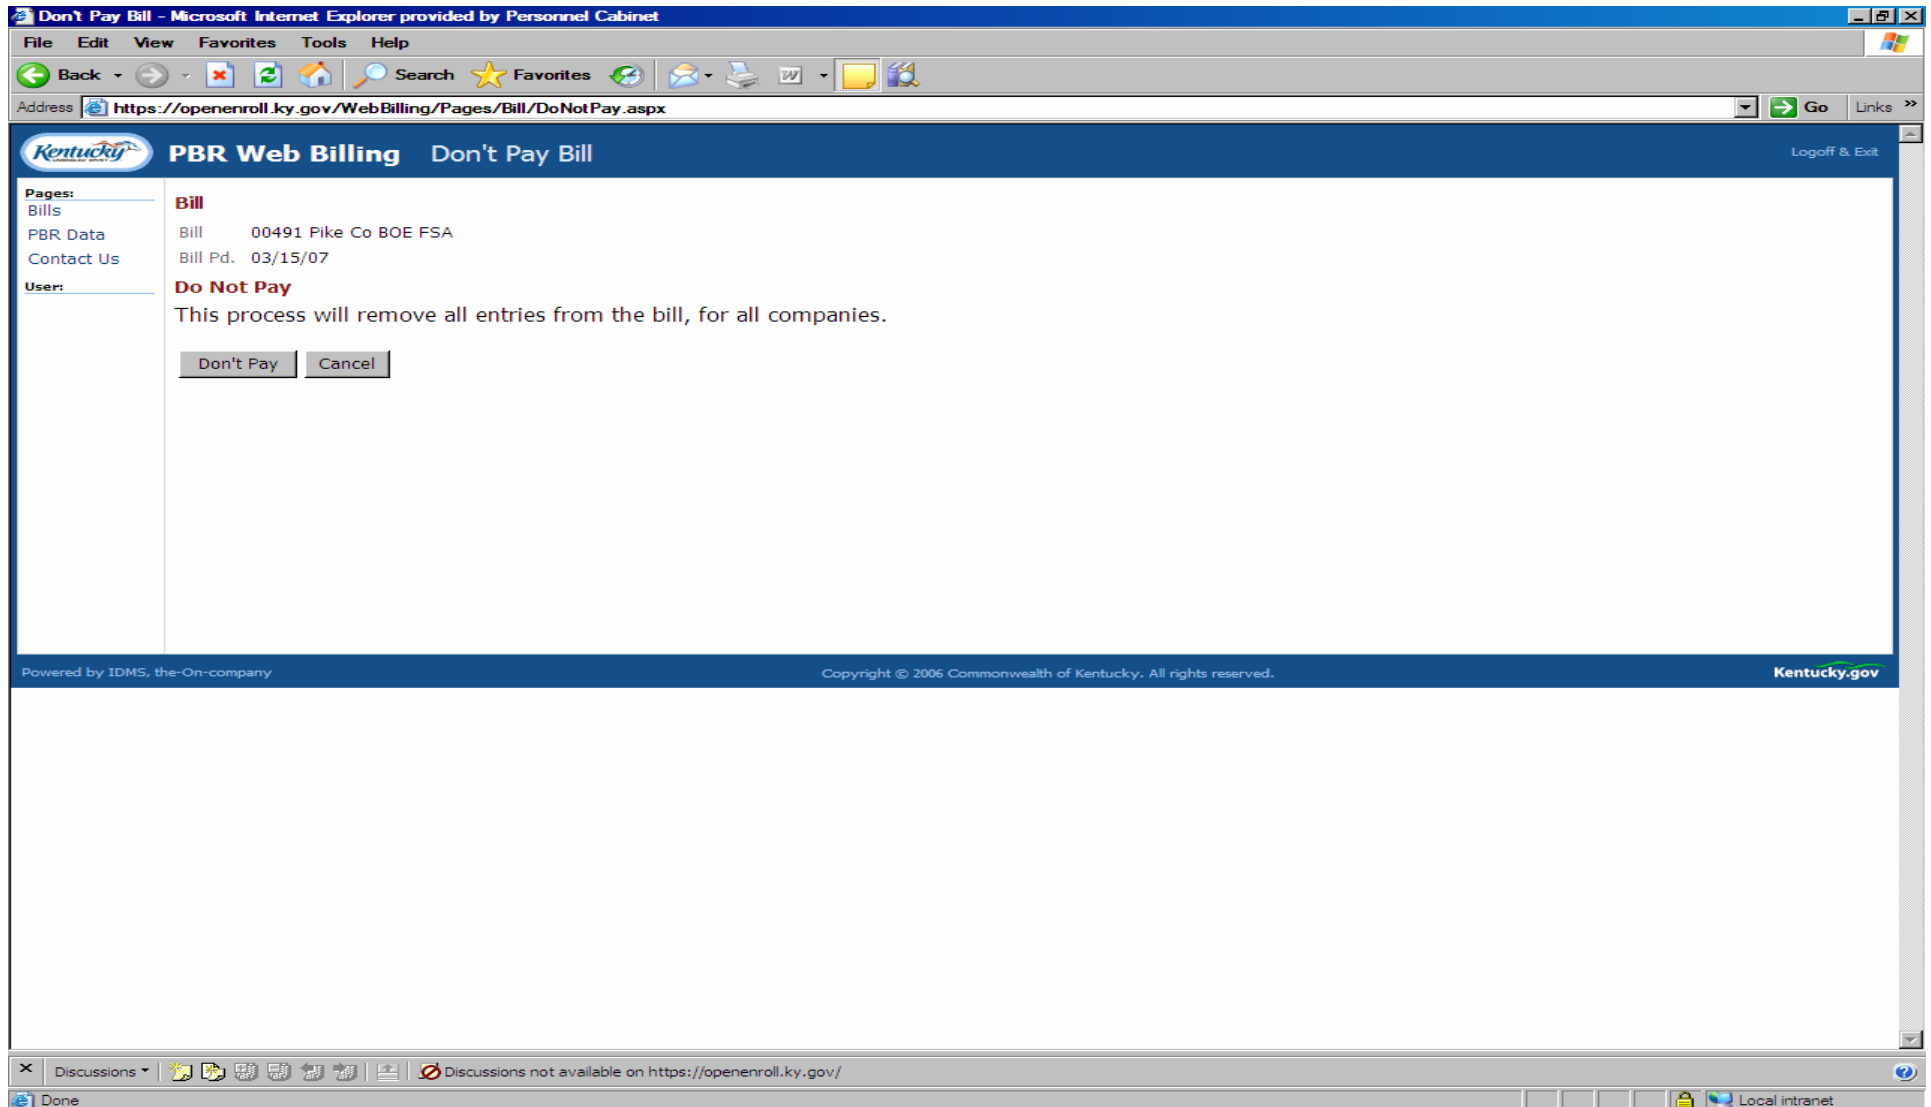 Don't Pay Bill - Microsoft Internet Explorer provided by Personnel Cabinet
File Edit View Favorites Tools Help
Back Search Favorites
Address https://openenroll.ky.gov/WebBilling/Pages/Bill/DoNotPay.aspx Go Links »
Kentucky PBR Web Billing Don't Pay Bill Logoff & Exit
Pages:
Bills
PBR Data
Contact Us
User:
Bill
Bill 00491 Pike Co BOE FSA
Bill Pd. 03/15/07
Do Not Pay
This process will remove all entries from the bill, for all companies.
Don't Pay Cancel
Powered by IDMS, the-On-company Copyright © 2006 Commonwealth of Kentucky. All rights reserved. Kentucky.gov
Discussions Discussions not available on https://openenroll.ky.gov/
Done Local intranet